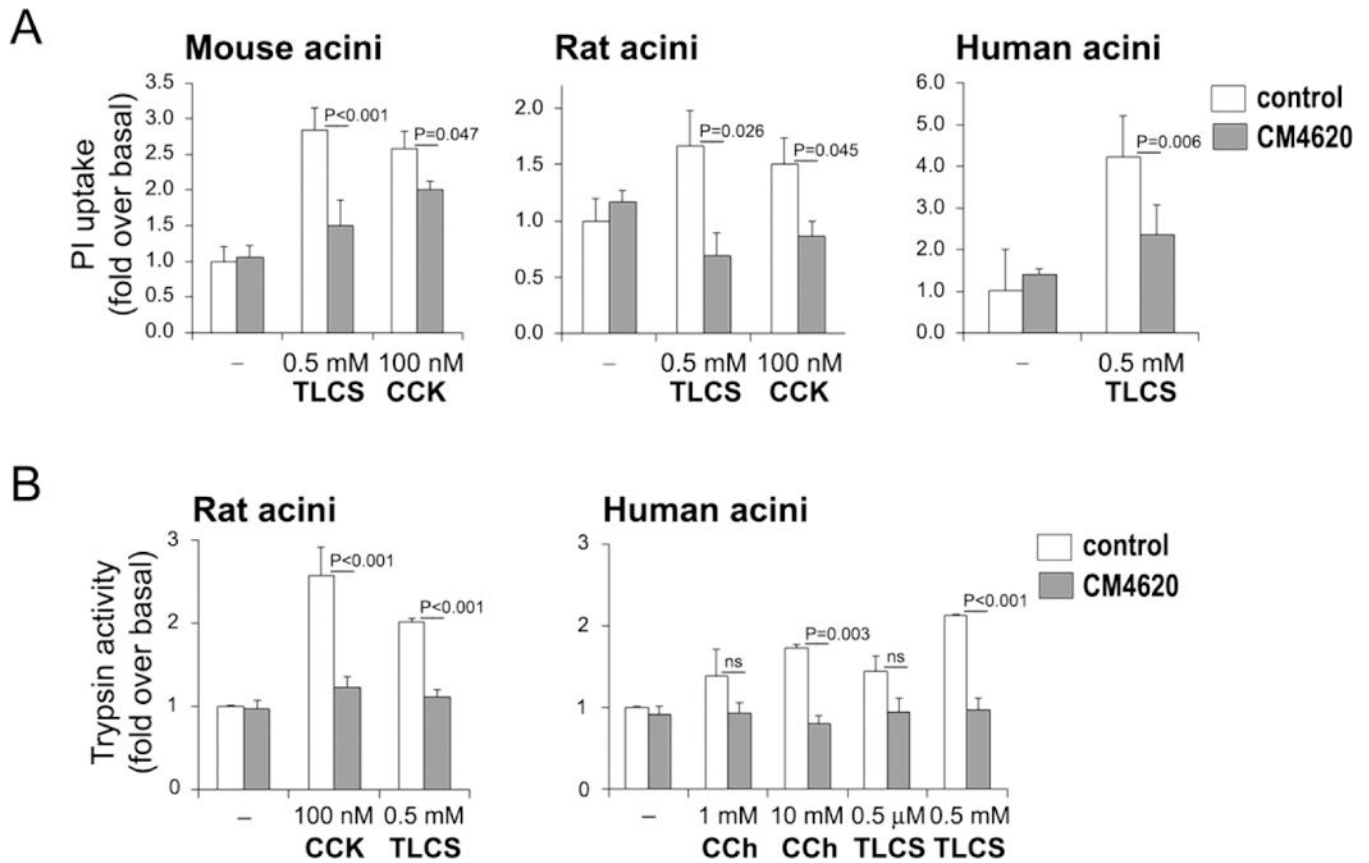 A
Mouse acini
Rat acini
Human acini
control
CM4620
PI uptake
(fold over basal)
3.5
3.0
2.5
2.0
1.5
1.0
0.5
0.0
P<0.001
P=0.047
–
0.5 mM
TLCS
100 nM
CCK
2.0
1.5
1.0
0.5
0.0
P=0.026
P=0.045
–
0.5 mM
TLCS
100 nM
CCK
6.0
5.0
4.0
3.0
2.0
1.0
0.0
P=0.006
–
0.5 mM
TLCS
B
Rat acini
Human acini
control
CM4620
Trypsin activity
(fold over basal)
3
2
1
0
P<0.001
P<0.001
–
100 nM
CCK
0.5 mM
TLCS
3
2
1
0
ns
P=0.003
ns
P<0.001
–
1 mM
CCh
10 mM
CCh
0.5 µM
TLCS
0.5 mM
TLCS